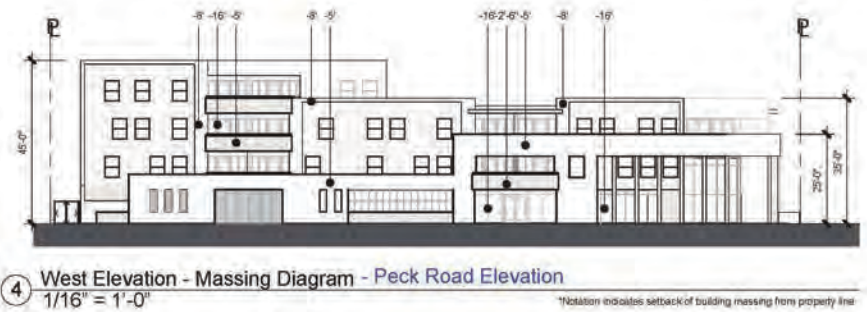 -8' -16' -5' -8' -5' -16' -2'-6" -5' -8' -16'
45'-0"
25'-0"
35'-0"
4
West Elevation - Massing Diagram - Peck Road Elevation
1/16" = 1'-0"
*Notation indicates setback of building massing from property line